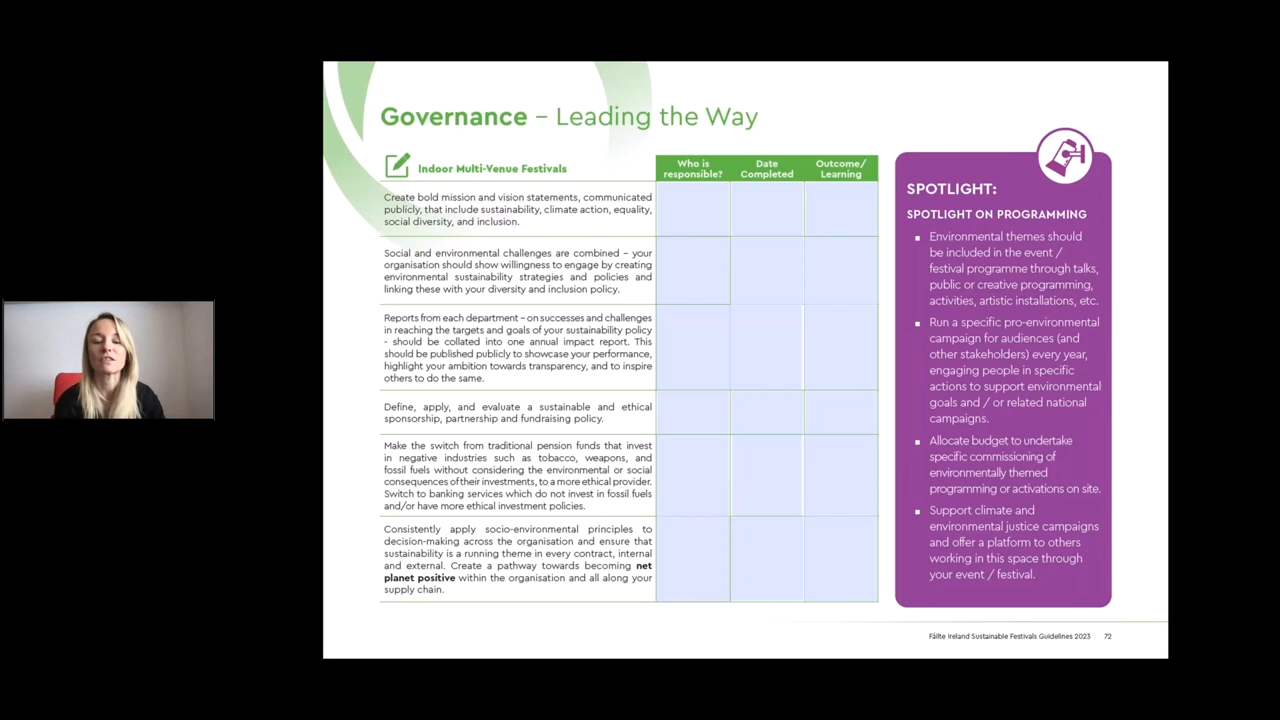 Governance – Leading the Way
Indoor Multi-Venue Festivals
Who is
responsible?
Date
Completed
Outcome/
Learning
Create bold mission and vision statements, communicated
publicly, that include sustainability, climate action, equality,
social diversity, and inclusion.
Social and environmental challenges are combined – your
organisation should show willingness to engage by creating
environmental sustainability strategies and policies and
linking these with your diversity and inclusion policy.
Reports from each department – on successes and challenges
in reaching the targets and goals of your sustainability policy
- should be collated into one annual impact report. This
should be published publicly to showcase your performance,
highlight your ambition towards transparency, and to inspire
others to do the same.
Define, apply, and evaluate a sustainable and ethical
sponsorship, partnership and fundraising policy.
Make the switch from traditional pension funds that invest
in negative industries such as tobacco, weapons, and
fossil fuels without considering the environmental or social
consequences of their investments, to a more ethical provider.
Switch to banking services which do not invest in fossil fuels
and/or have more ethical investment policies.
Consistently apply socio-environmental principles to
decision-making across the organisation and ensure that
sustainability is a running theme in every contract, internal
and external. Create a pathway towards becoming net
planet positive within the organisation and all along your
supply chain.
SPOTLIGHT:
SPOTLIGHT ON PROGRAMMING
▪ Environmental themes should
be included in the event /
festival programme through talks,
public or creative programming,
activities, artistic installations, etc.
▪ Run a specific pro-environmental
campaign for audiences (and
other stakeholders) every year,
engaging people in specific
actions to support environmental
goals and / or related national
campaigns.
▪ Allocate budget to undertake
specific commissioning of
environmentally themed
programming or activations on site.
▪ Support climate and
environmental justice campaigns
and offer a platform to others
working in this space through
your event / festival.
Fáilte Ireland Sustainable Festivals Guidelines 2023 72